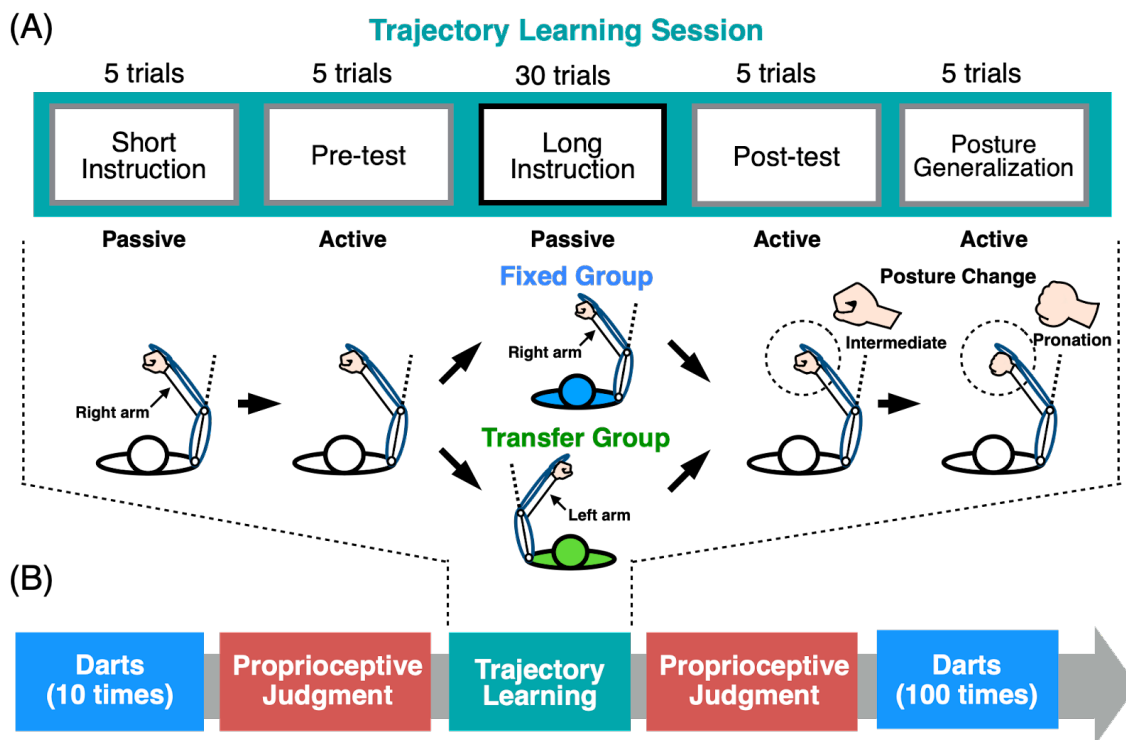 (A)
Trajectory Learning Session
5 trials
5 trials
30 trials
5 trials
5 trials
Short
Instruction
Pre-test
Long
Instruction
Post-test
Posture
Generalization
Passive
Active
Passive
Active
Active
Fixed Group
Posture Change
Right arm
Intermediate
Pronation
Right arm
Transfer Group
Left arm
(B)
Darts
(10 times)
Proprioceptive
Judgment
Trajectory
Learning
Proprioceptive
Judgment
Darts
(100 times)